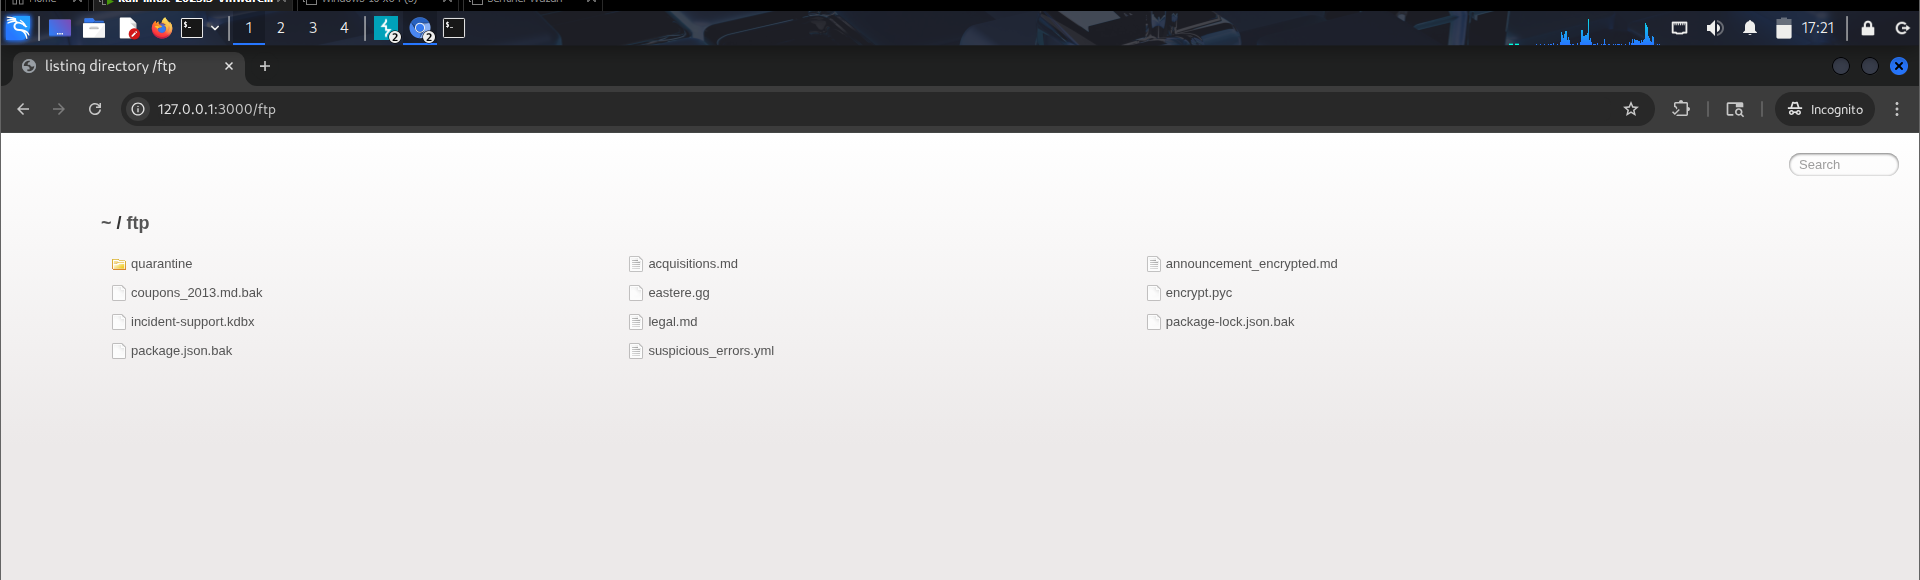 1 2 3 4 2 2 17:21
listing directory /ftp
127.0.0.1:3000/ftp Incognito
Search
~ / ftp
quarantine acquisitions.md announcement_encrypted.md
coupons_2013.md.bak eastere.gg encrypt.pyc
incident-support.kdbx legal.md package-lock.json.bak
package.json.bak suspicious_errors.yml